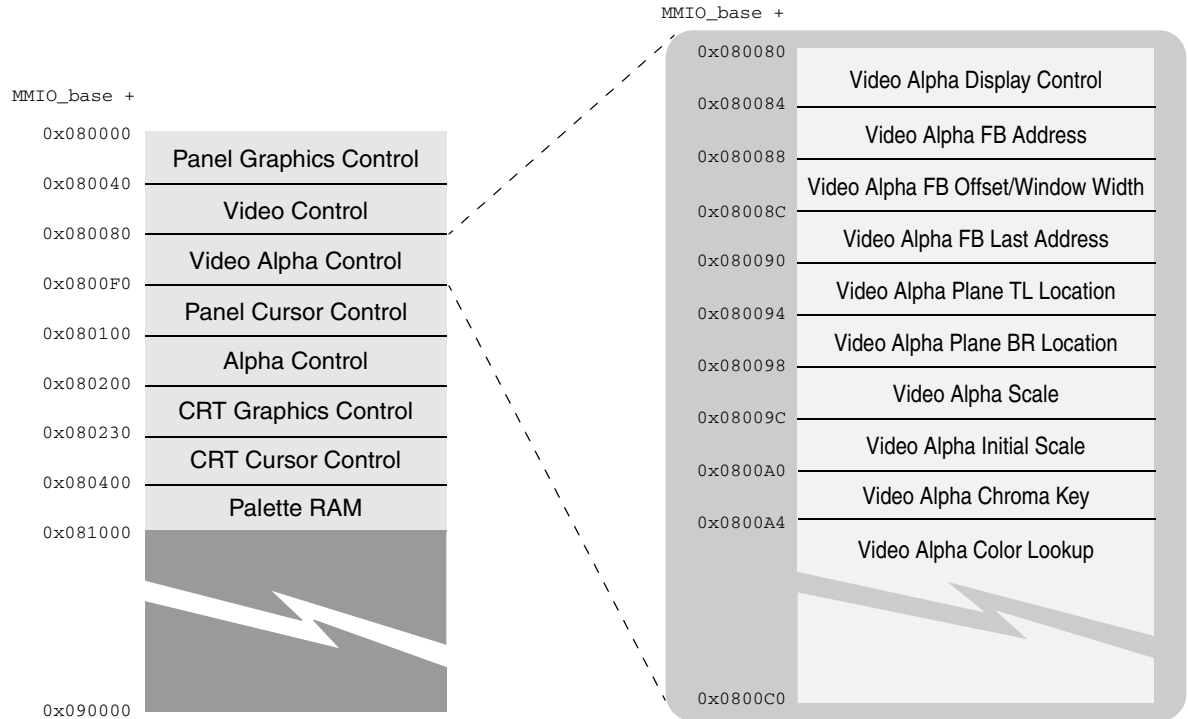 MMIO_base +
0x080000
Panel Graphics Control
0x080040
Video Control
0x080080
Video Alpha Control
0x0800F0
Panel Cursor Control
0x080100
Alpha Control
0x080200
CRT Graphics Control
0x080230
CRT Cursor Control
0x080400
Palette RAM
0x081000
0x090000
MMIO_base +
0x080080
Video Alpha Display Control
0x080084
Video Alpha FB Address
0x080088
Video Alpha FB Offset/Window Width
0x08008C
Video Alpha FB Last Address
0x080090
Video Alpha Plane TL Location
0x080094
Video Alpha Plane BR Location
0x080098
Video Alpha Scale
0x08009C
Video Alpha Initial Scale
0x0800A0
Video Alpha Chroma Key
0x0800A4
Video Alpha Color Lookup
0x0800C0